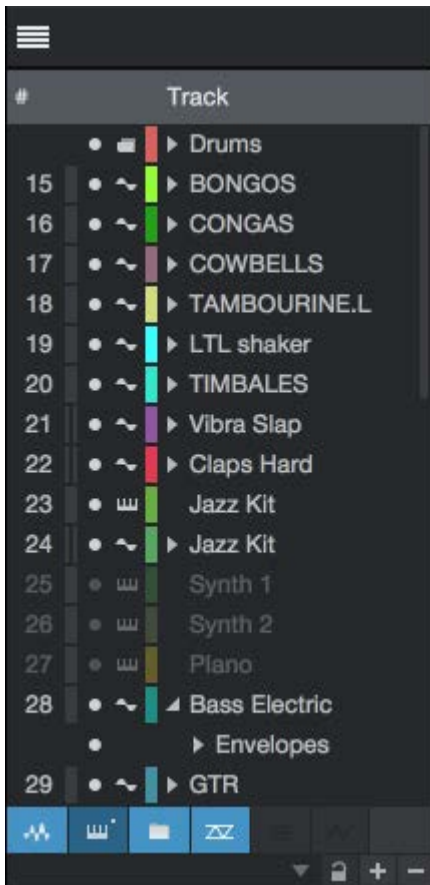 # Track
Drums
15 BONGOS
16 CONGAS
17 COWBELLS
18 TAMBOURINE.L
19 LTL shaker
20 TIMBALES
21 Vibra Slap
22 Claps Hard
23 Jazz Kit
24 Jazz Kit
25 Synth 1
26 Synth 2
27 Plano
28 Bass Electric
Envelopes
29 GTR